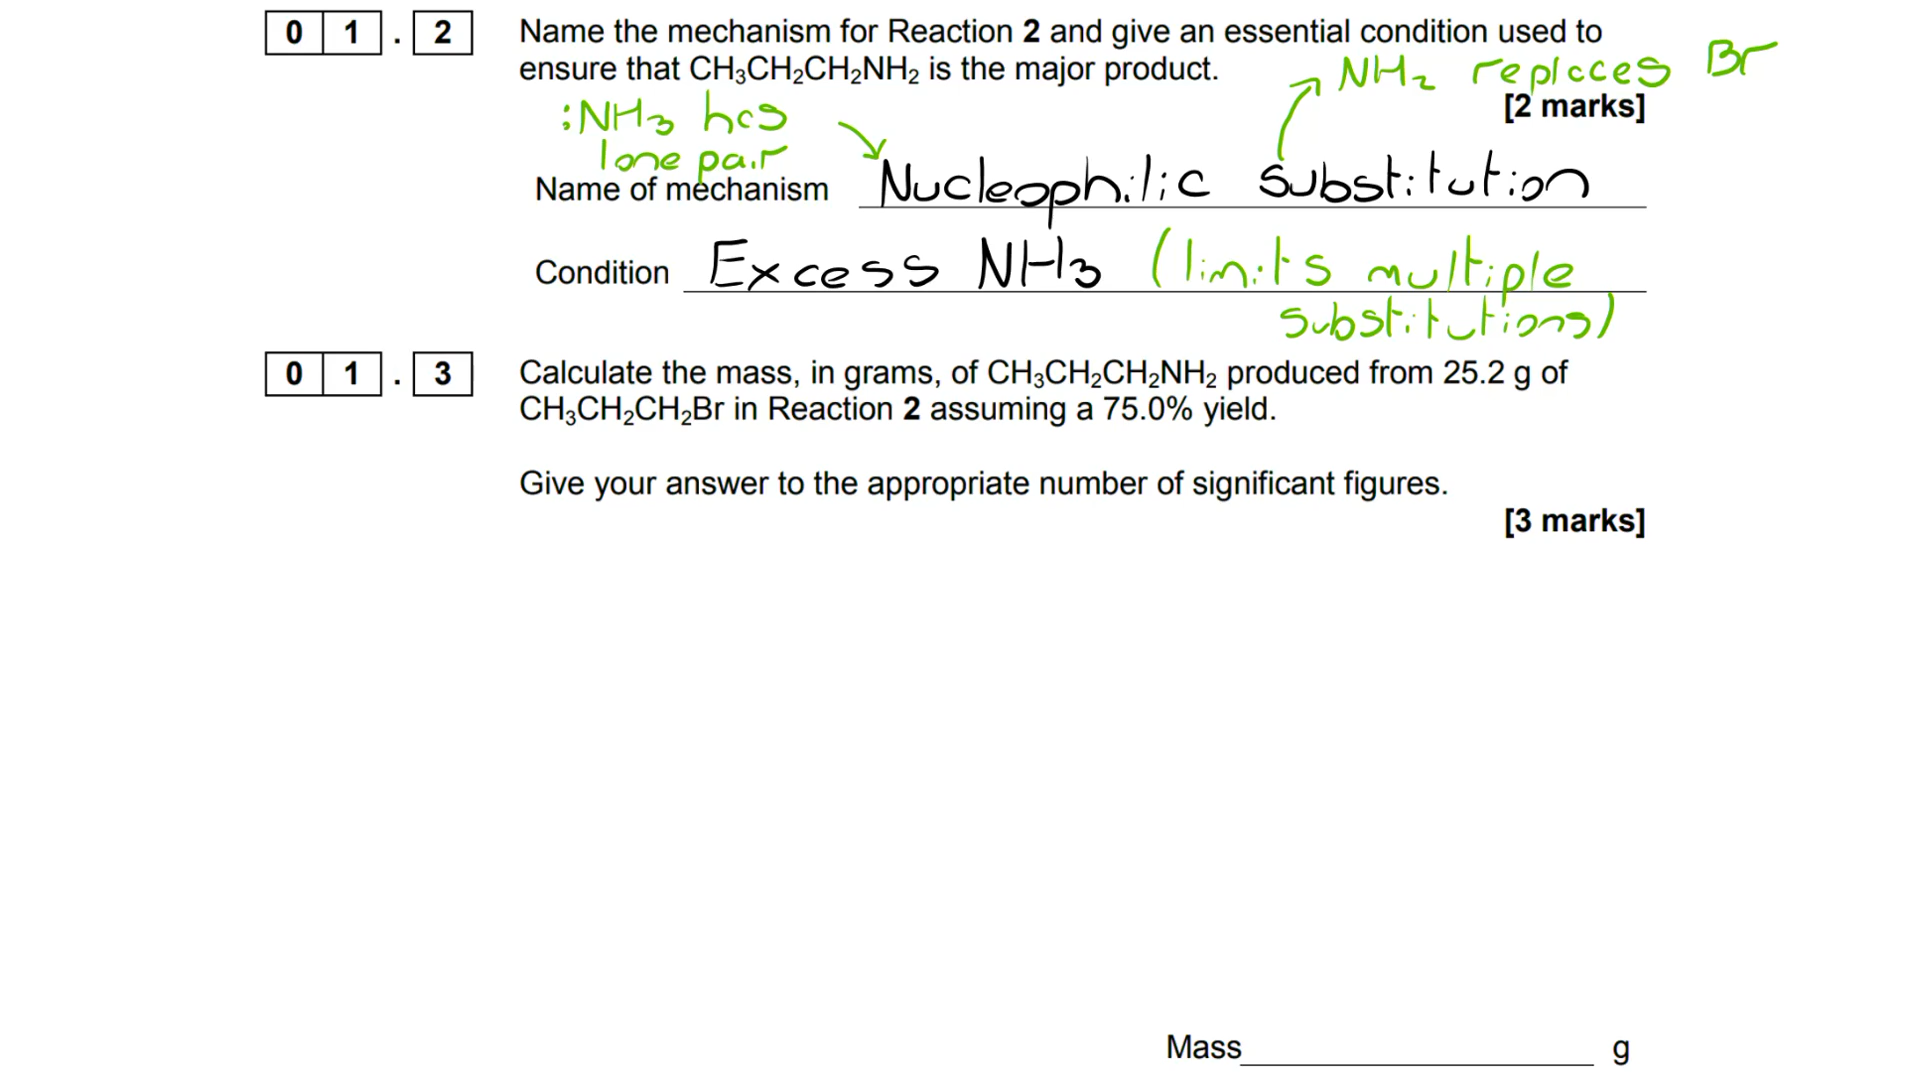 0 1 . 2 Name the mechanism for Reaction 2 and give an essential condition used to
ensure that CH₃CH₂CH₂NH₂ is the major product.
NH₂ replaces Br
[2 marks]
:NH₃ has
lone pair
Name of mechanism Nucleophilic substitution
Condition Excess NH₃ (limits multiple
substitutions)
0 1 . 3 Calculate the mass, in grams, of CH₃CH₂CH₂NH₂ produced from 25.2 g of
CH₃CH₂CH₂Br in Reaction 2 assuming a 75.0% yield.
Give your answer to the appropriate number of significant figures.
[3 marks]
Mass g